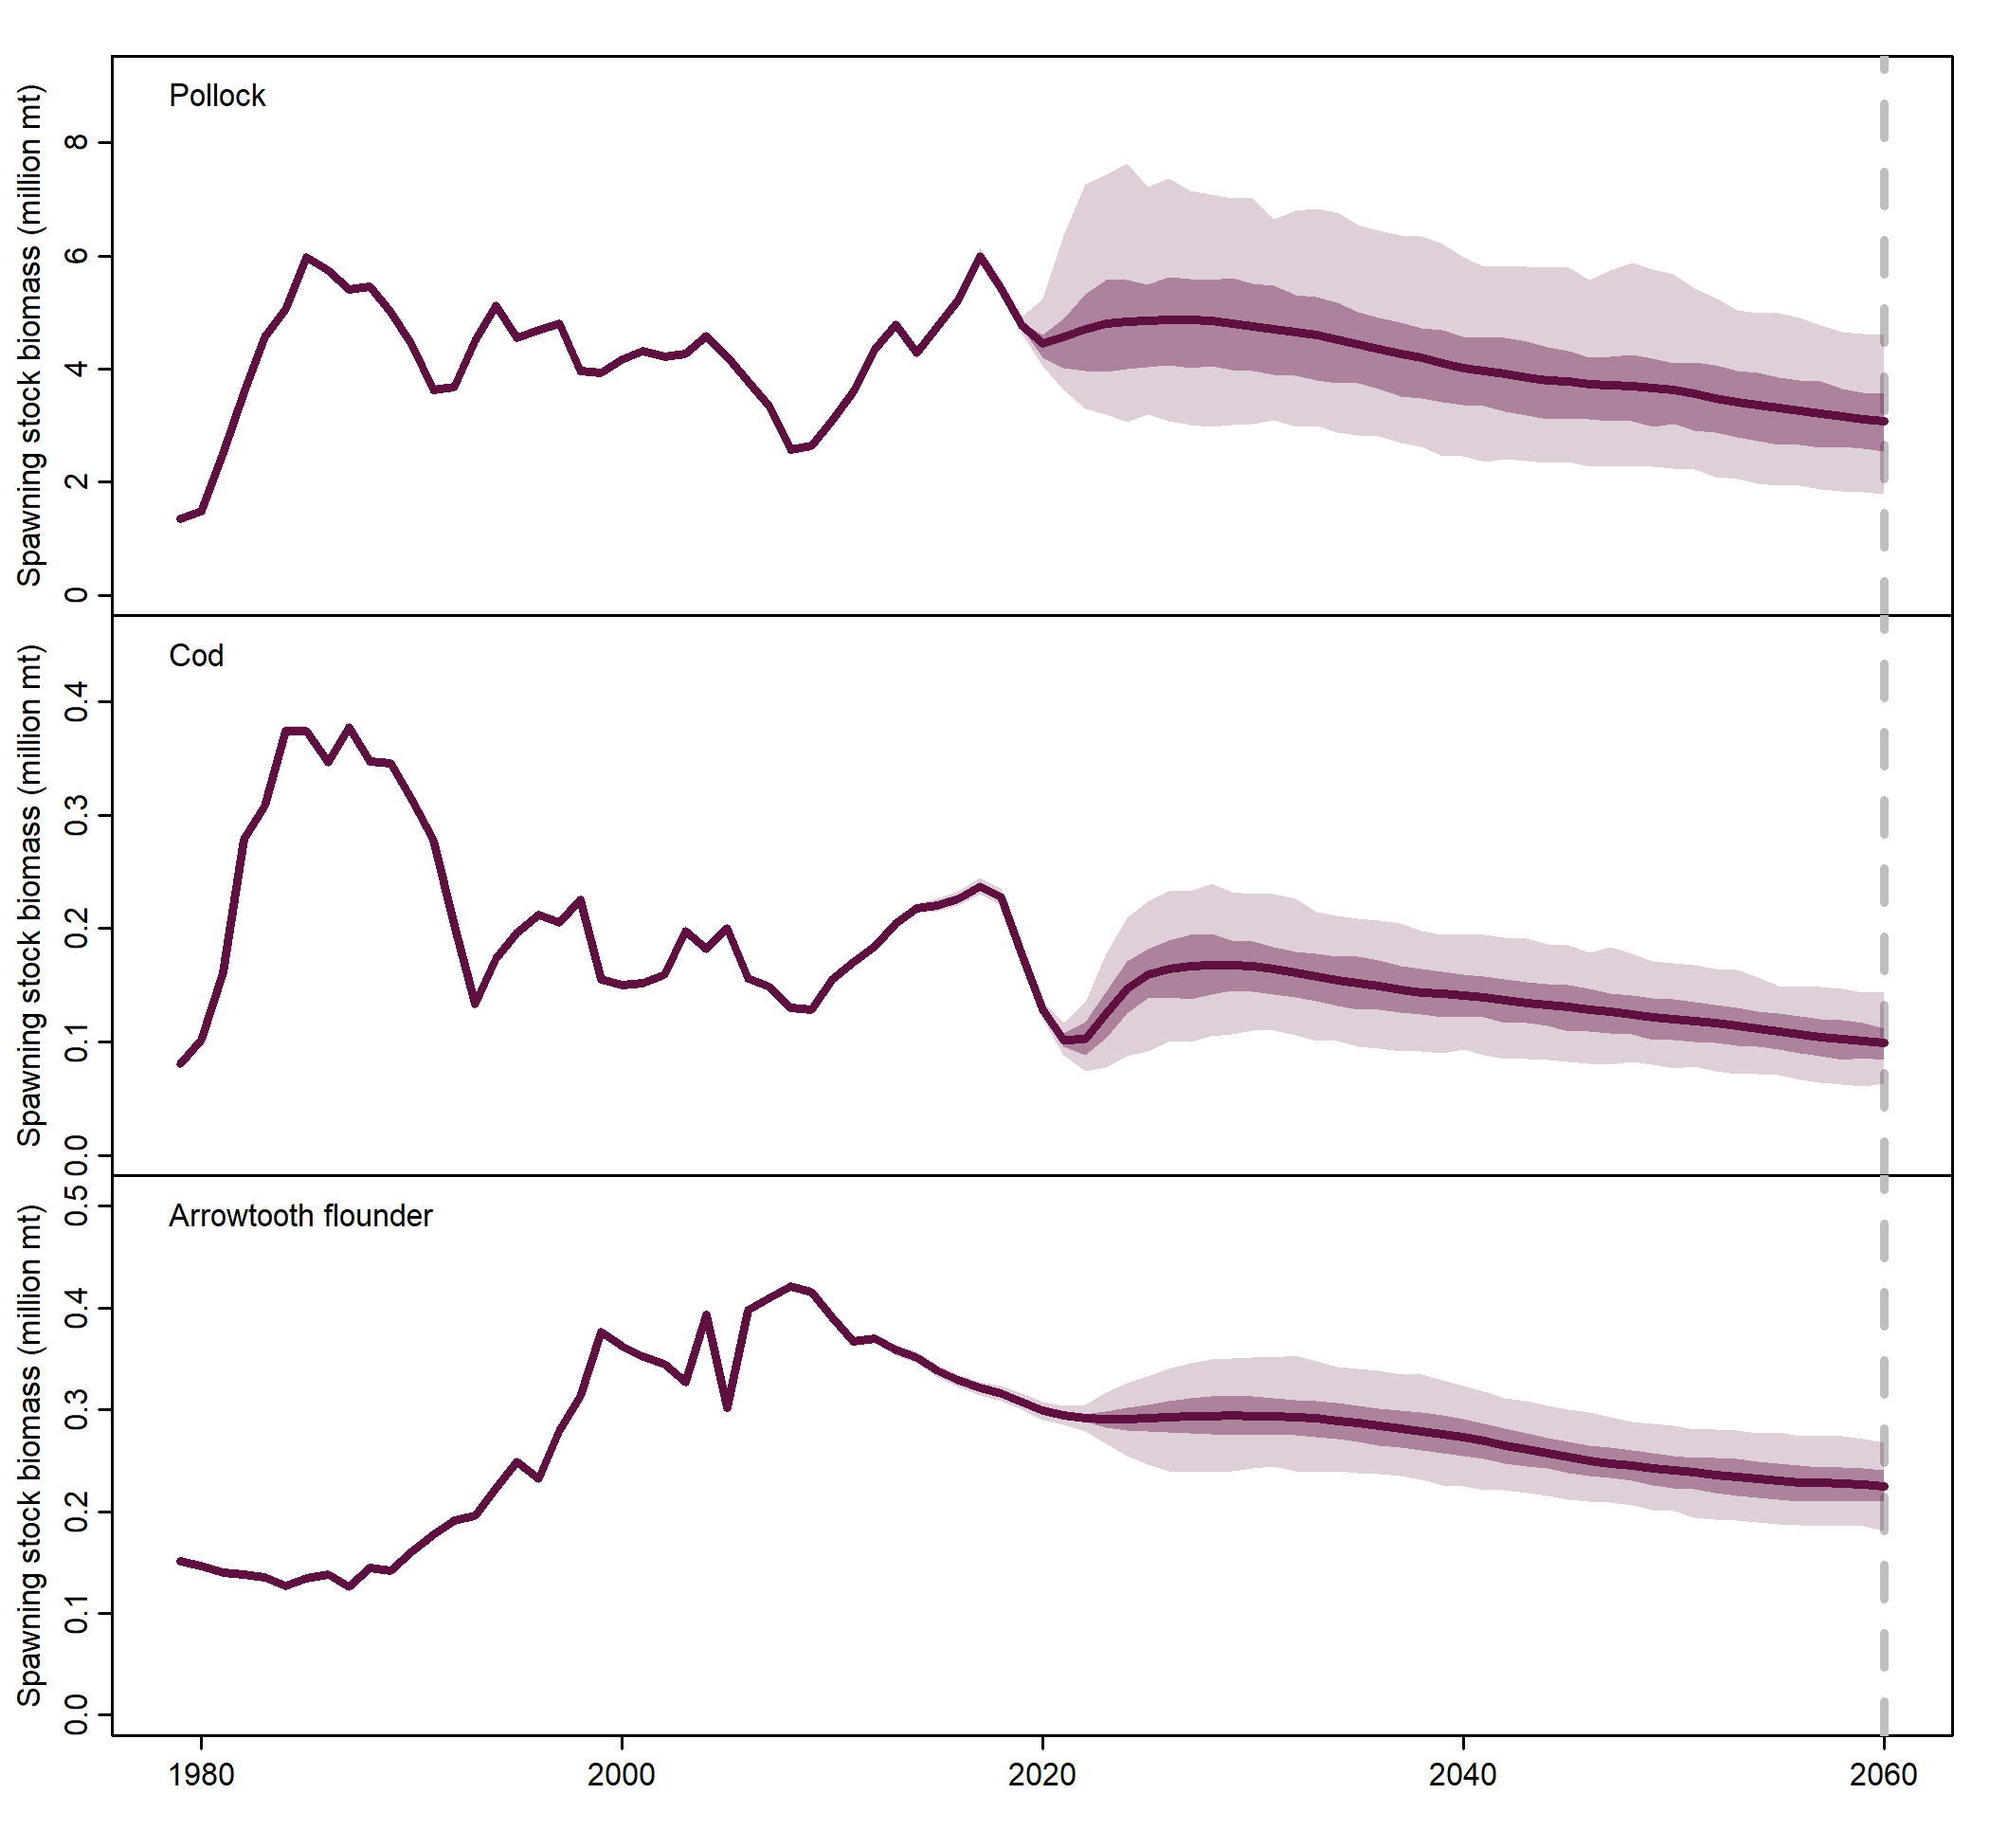 Pollock
Spawning stock biomass (million mt)
8
6
4
2
0
Cod
Spawning stock biomass (million mt)
0.4
0.3
0.2
0.1
0.0
Arrowtooth flounder
Spawning stock biomass (million mt)
0.5
0.4
0.3
0.2
0.1
0.0
1980 2000 2020 2040 2060